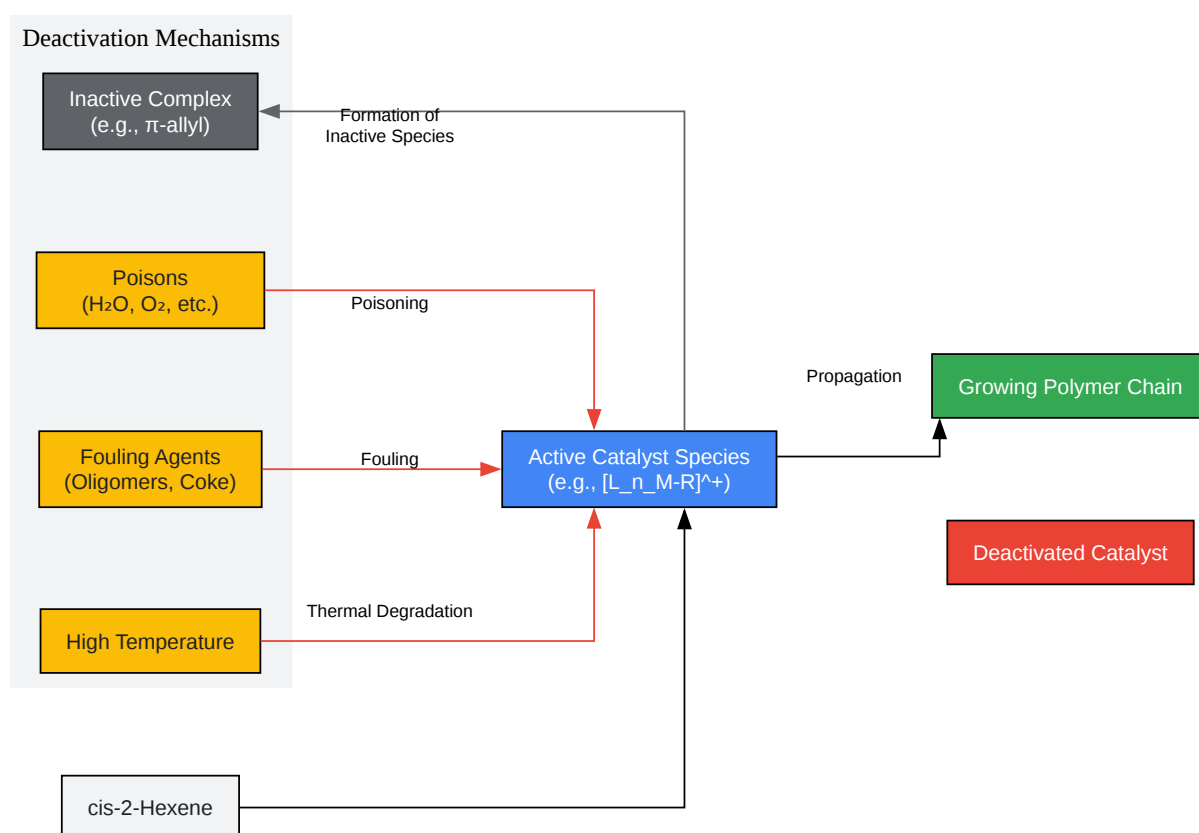 Deactivation Mechanisms
Inactive Complex
(e.g., π-allyl)
Formation of
Inactive Species
Poisons
(H₂O, O₂, etc.)
Poisoning
Propagation
Growing Polymer Chain
Fouling Agents
(Oligomers, Coke)
Fouling
Active Catalyst Species
(e.g., [L_n_M-R]^+)
Deactivated Catalyst
High Temperature
Thermal Degradation
cis-2-Hexene